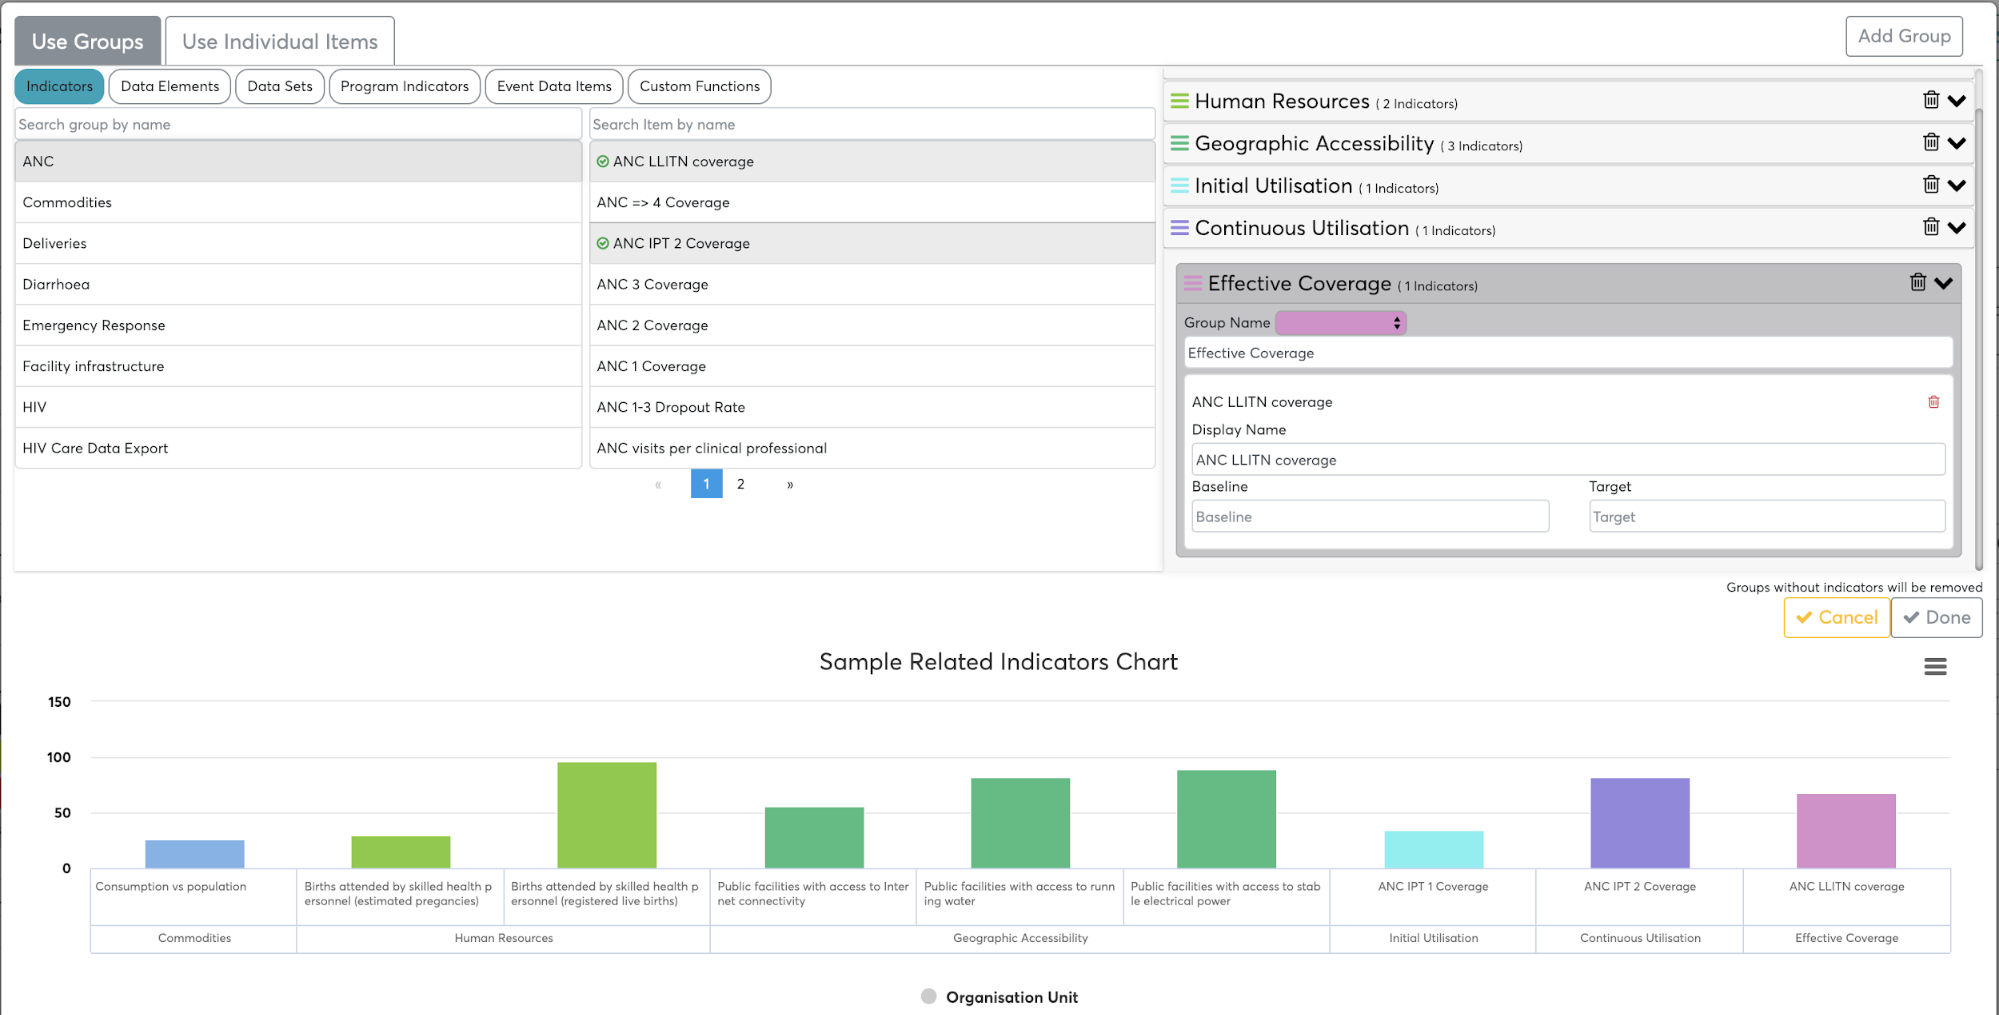 Use Groups
Use Individual Items
Add Group
Indicators
Data Elements
Data Sets
Program Indicators
Event Data Items
Custom Functions
Search group by name
Search Item by name
ANC
Commodities
Deliveries
Diarrhoea
Emergency Response
Facility infrastructure
HIV
HIV Care Data Export
ANC LLITN coverage
ANC => 4 Coverage
ANC IPT 2 Coverage
ANC 3 Coverage
ANC 2 Coverage
ANC 1 Coverage
ANC 1-3 Dropout Rate
ANC visits per clinical professional
« 1 2 »
Human Resources ( 2 Indicators)
Geographic Accessibility ( 3 Indicators)
Initial Utilisation ( 1 Indicators)
Continuous Utilisation ( 1 Indicators)
Effective Coverage ( 1 Indicators)
Group Name
Effective Coverage
ANC LLITN coverage
Display Name
ANC LLITN coverage
Baseline
Target
Baseline
Target
Groups without indicators will be removed
Cancel
Done
Sample Related Indicators Chart
150
100
50
0
Consumption vs population
Births attended by skilled health p
ersonnel (estimated pregancies)
Births attended by skilled health p
ersonnel (registered live births)
Public facilities with access to Inter
net connectivity
Public facilities with access to runn
ing water
Public facilities with access to stab
le electrical power
ANC IPT 1 Coverage
ANC IPT 2 Coverage
ANC LLITN coverage
Commodities
Human Resources
Geographic Accessibility
Initial Utilisation
Continuous Utilisation
Effective Coverage
Organisation Unit